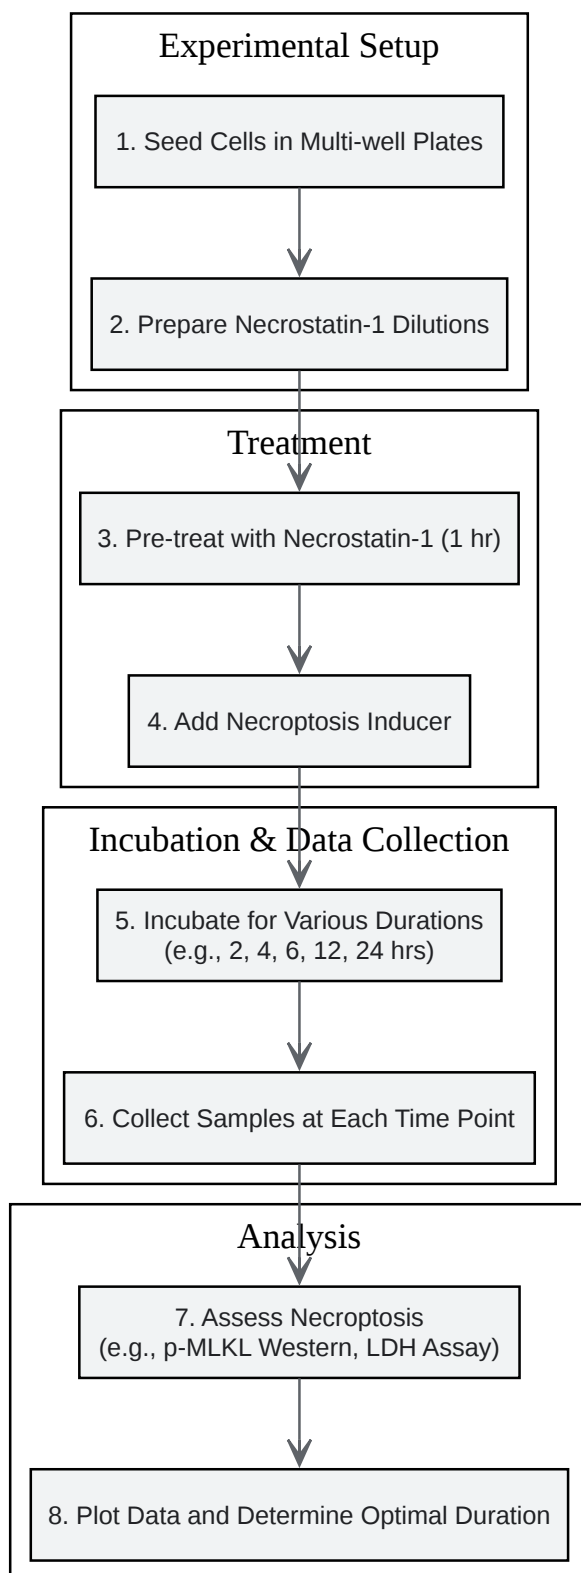 Experimental Setup
1. Seed Cells in Multi-well Plates
2. Prepare Necrostatin-1 Dilutions
Treatment
3. Pre-treat with Necrostatin-1 (1 hr)
4. Add Necroptosis Inducer
Incubation & Data Collection
5. Incubate for Various Durations
(e.g., 2, 4, 6, 12, 24 hrs)
6. Collect Samples at Each Time Point
Analysis
7. Assess Necroptosis
(e.g., p-MLKL Western, LDH Assay)
8. Plot Data and Determine Optimal Duration